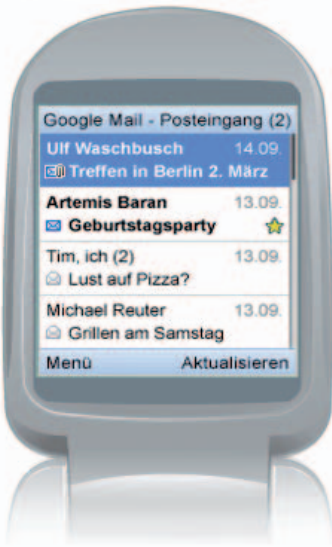 Google Mail - Posteingang (2)
Ulf Waschbusch 14.09.
Treffen in Berlin 2. März
Artemis Baran 13.09.
Geburtstagsparty
Tim, ich (2) 13.09.
Lust auf Pizza?
Michael Reuter 13.09.
Grillen am Samstag
Menü Aktualisieren